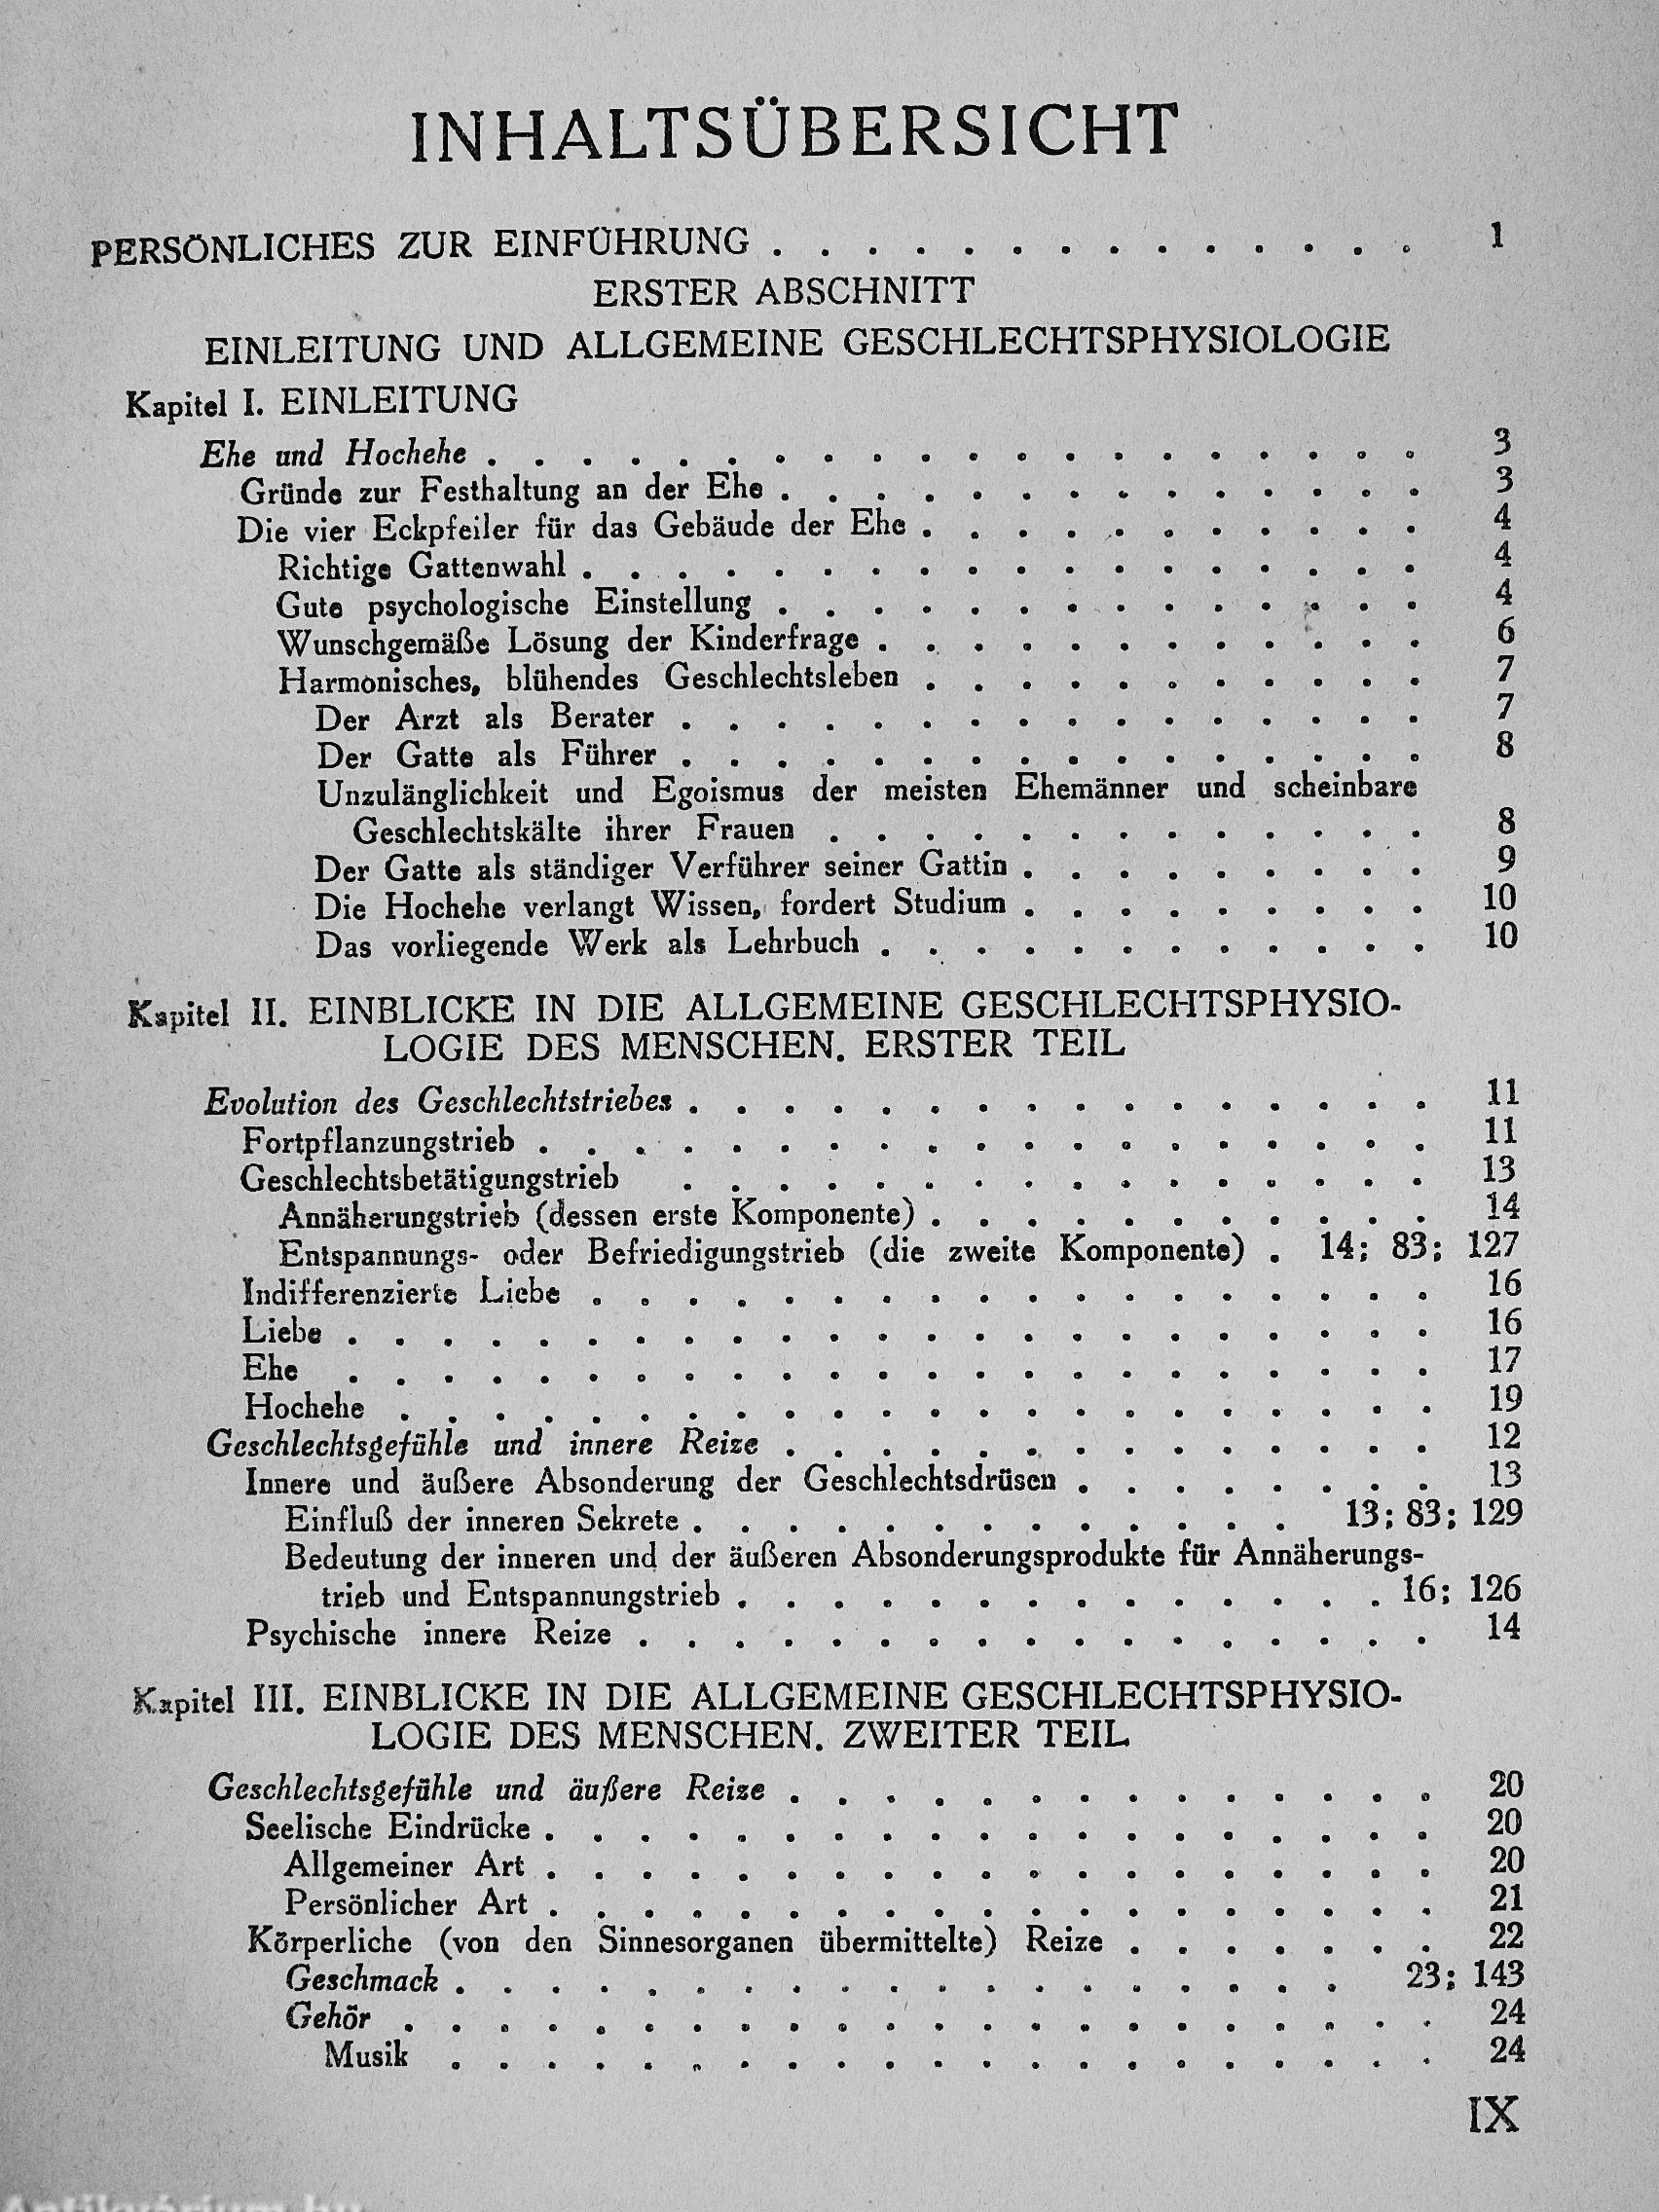 INHALTSÜBERSICHT
PERSÖNLICHES ZUR EINFÜHRUNG . . . . . . . . . . . . . . 1
ERSTER ABSCHNITT
EINLEITUNG UND ALLGEMEINE GESCHLECHTSPHYSIOLOGIE
Kapitel I. EINLEITUNG
Ehe und Hochehe . . . . . . . . . . . . . . . . . . . . 3
Gründe zur Festhaltung an der Ehe . . . . . . . . . . . . . . 3
Die vier Eckpfeiler für das Gebäude der Ehe . . . . . . . . . . . 4
Richtige Gattenwahl . . . . . . . . . . . . . . . . . . 4
Gute psychologische Einstellung . . . . . . . . . . . . . . 4
Wunschgemäße Lösung der Kinderfrage . . . . . . . . . . . . 6
Harmonisches, blühendes Geschlechtsleben . . . . . . . . . . . 7
Der Arzt als Berater . . . . . . . . . . . . . . . . 7
Der Gatte als Führer . . . . . . . . . . . . . . . . 8
Unzulänglichkeit und Egoismus der meisten Ehemänner und scheinbare
Geschlechtskälte ihrer Frauen . . . . . . . . . . . . . 8
Der Gatte als ständiger Verführer seiner Gattin . . . . . . . . . 9
Die Hochehe verlangt Wissen, fordert Studium . . . . . . . . . 10
Das vorliegende Werk als Lehrbuch . . . . . . . . . . . . 10
Kapitel II. EINBLICKE IN DIE ALLGEMEINE GESCHLECHTSPHYSIO-
LOGIE DES MENSCHEN. ERSTER TEIL
Evolution des Geschlechtstriebes . . . . . . . . . . . . . . . . 11
Fortpflanzungstrieb . . . . . . . . . . . . . . . . . . . 11
Geschlechtsbetätigungstrieb . . . . . . . . . . . . . . . . 13
Annäherungstrieb (dessen erste Komponente) . . . . . . . . . . . 14
Entspannungs- oder Befriedigungstrieb (die zweite Komponente) . 14; 83; 127
Indifferenzierte Liebe . . . . . . . . . . . . . . . . . . 16
Liebe . . . . . . . . . . . . . . . . . . . . . . . 16
Ehe . . . . . . . . . . . . . . . . . . . . . . . 17
Hochehe . . . . . . . . . . . . . . . . . . . . . . 19
Geschlechtsgefühle und innere Reize . . . . . . . . . . . . . . 12
Innere und äußere Absonderung der Geschlechtsdrüsen . . . . . . . . 13
Einfluß der inneren Sekrete . . . . . . . . . . . . . 13; 83; 129
Bedeutung der inneren und der äußeren Absonderungsprodukte für Annäherungs-
trieb und Entspannungstrieb . . . . . . . . . . . . . . 16; 126
Psychische innere Reize . . . . . . . . . . . . . . . . . 14
Kapitel III. EINBLICKE IN DIE ALLGEMEINE GESCHLECHTSPHYSIO-
LOGIE DES MENSCHEN. ZWEITER TEIL
Geschlechtsgefühle und äußere Reize . . . . . . . . . . . . . . 20
Seelische Eindrücke . . . . . . . . . . . . . . . . . . . 20
Allgemeiner Art . . . . . . . . . . . . . . . . . . . 20
Persönlicher Art . . . . . . . . . . . . . . . . . . . 21
Körperliche (von den Sinnesorganen übermittelte) Reize . . . . . . . 22
Geschmack . . . . . . . . . . . . . . . . . . . 23; 143
Gehör . . . . . . . . . . . . . . . . . . . . . . 24
Musik . . . . . . . . . . . . . . . . . . . . . 24
IX
Antikvárium.hu